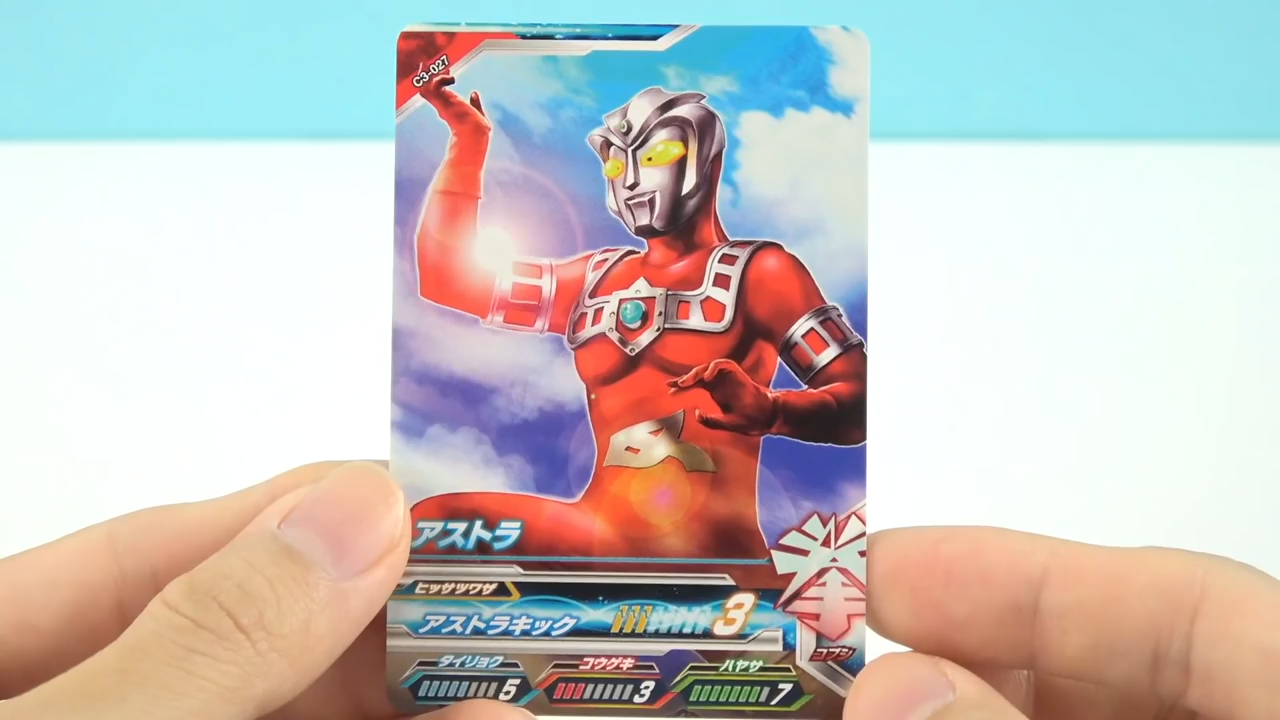 C3-027
アストラ
ヒッサツワザ
アストラキック 3
拳
コブシ
タイリョク 5
コウゲキ 3
ハヤサ 7